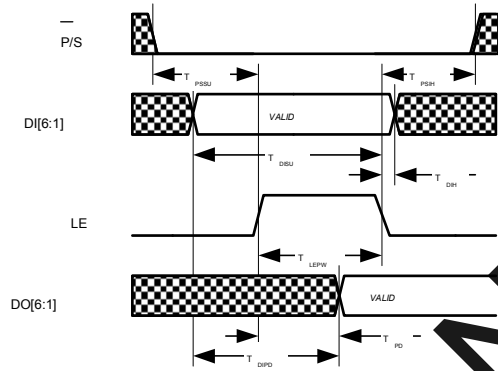 P/S
T PSSU
T PSIH
DI[6:1]
VALID
T DISU
T DIH
LE
T LEPW
DO[6:1]
VALID
T PD
T DIPD